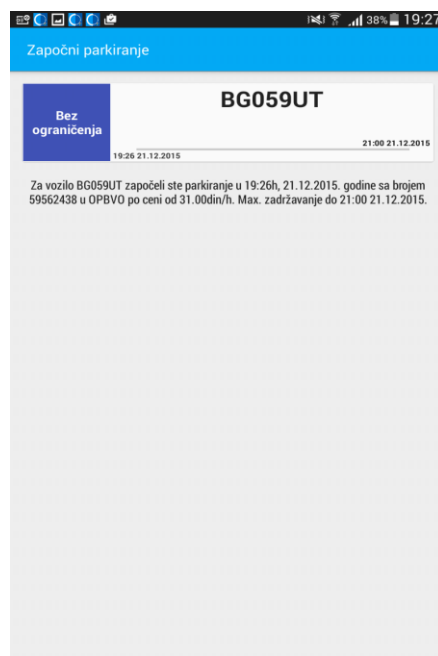 38% 19:27
Započni parkiranje
Bez
ograničenja
BG059UT
21:00 21.12.2015
19:26 21.12.2015
Za vozilo BG059UT započeli ste parkiranje u 19:26h, 21.12.2015. godine sa brojem
59562438 u OPBVO po ceni od 31.00din/h. Max. zadržavanje do 21:00 21.12.2015.